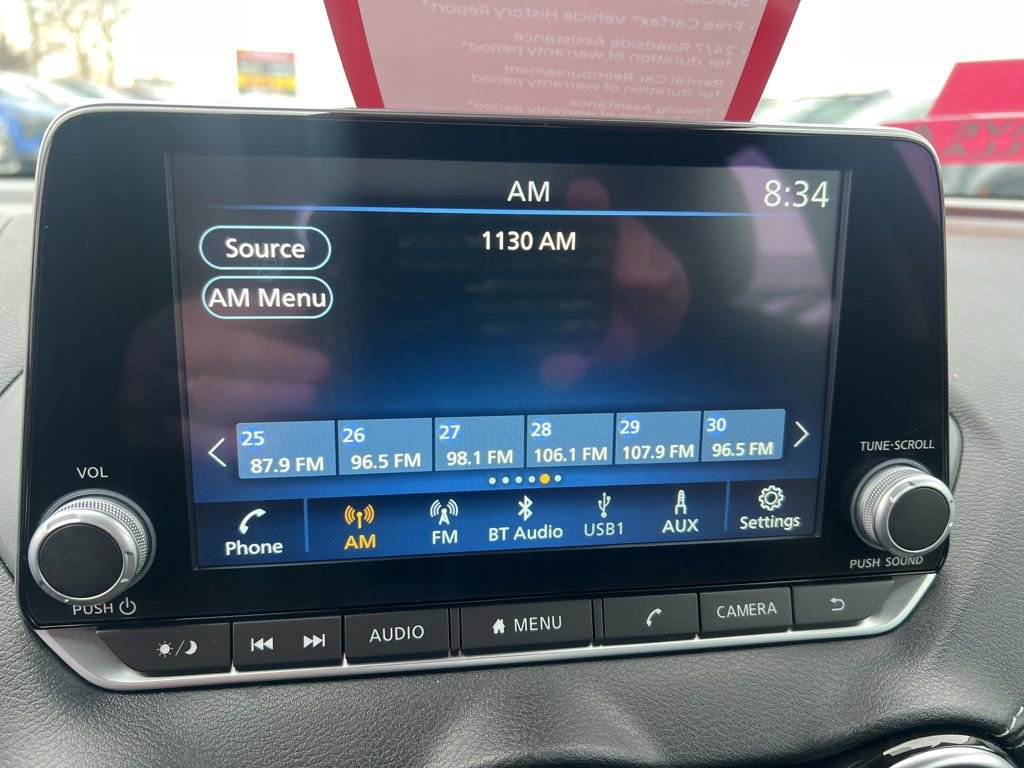 Special
• Free Carfax® Vehicle History Report³
• 24/7 Roadside Assistance
for duration of warranty period⁵
• Rental Car Reimbursement
for duration of warranty period
Towing Assistance
AM
8:34
Source
1130 AM
AM Menu
25
26
27
28
29
30
87.9 FM
96.5 FM
98.1 FM
106.1 FM
107.9 FM
96.5 FM
VOL
TUNE·SCROLL
Phone
AM
FM
BT Audio
USB1
AUX
Settings
PUSH
PUSH SOUND
AUDIO
MENU
CAMERA